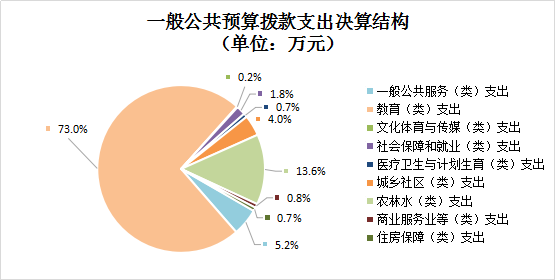 一般公共预算拨款支出决算结构
（单位：万元）
0.2%
1.8%
0.7%
4.0%
73.0%
13.6%
0.8%
0.7%
5.2%
一般公共服务（类）支出
教育（类）支出
文化体育与传媒（类）支出
社会保障和就业（类）支出
医疗卫生与计划生育（类）支出
城乡社区（类）支出
农林水（类）支出
商业服务业等（类）支出
住房保障（类）支出